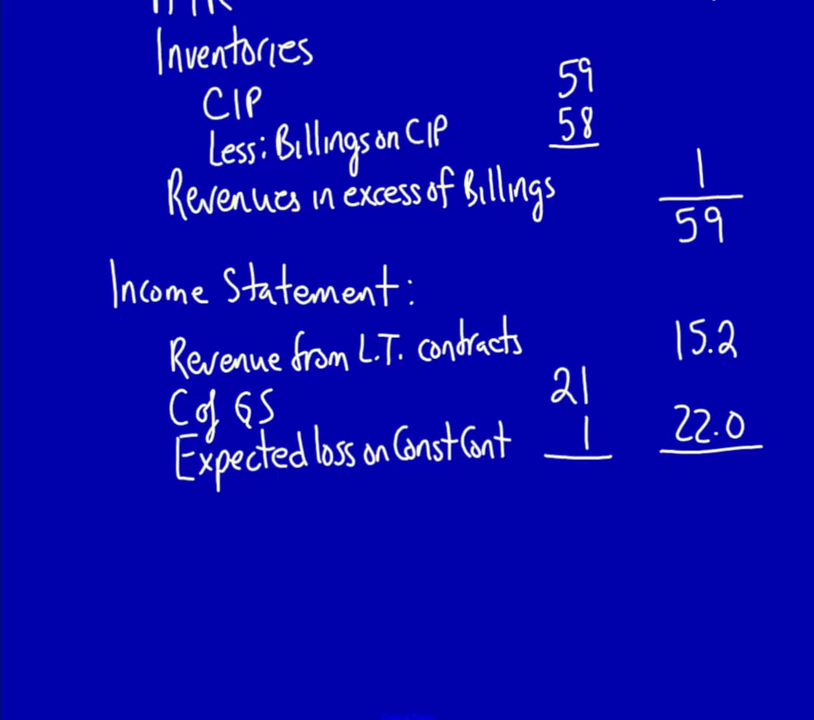 Inventories
CIP 59
Less: Billings on CIP 58
Revenues in excess of Billings 1
59
Income Statement:
Revenue from L.T. contracts 15.2
C of GS 21
Expected loss on Const Cont 1 22.0